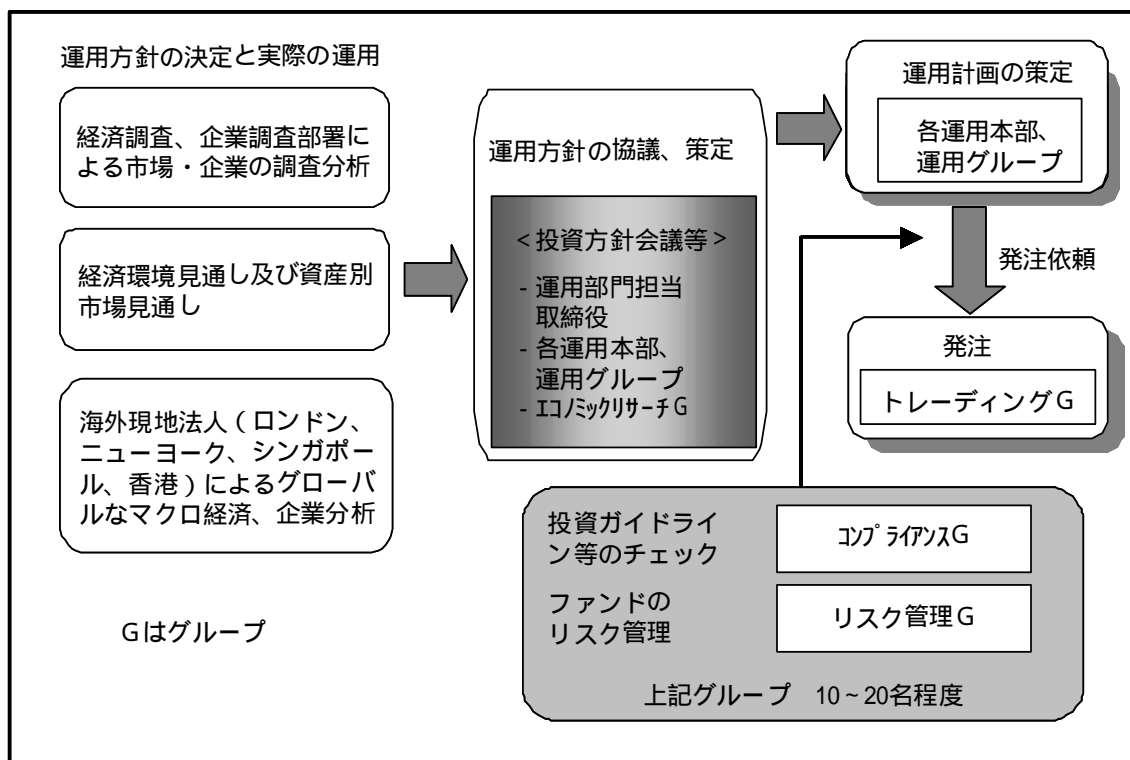 運用方針の決定と実際の運用
経済調査、企業調査部署に
よる市場・企業の調査分析
経済環境見通し及び資産別
市場見通し
海外現地法人（ロンドン、
ニューヨーク、シンガポー
ル、香港）によるグローバ
ルなマクロ経済、企業分析
Gはグループ
運用方針の協議、策定
＜投資方針会議等＞
- 運用部門担当
取締役
- 各運用本部、
運用グループ
- ｴｺﾉﾐｯｸﾘｻｰﾁG
運用計画の策定
各運用本部、
運用グループ
発注依頼
発注
トレーディングG
投資ガイドライ
ン等のチェック
ｺﾝﾌﾟﾗｲｱﾝｽG
ファンドの
リスク管理
リスク管理G
上記グループ　10～20名程度